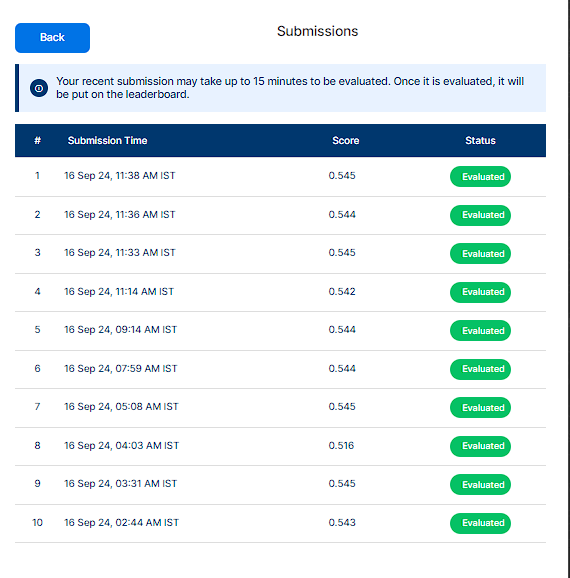 Back
Submissions
Your recent submission may take up to 15 minutes to be evaluated. Once it is evaluated, it will
be put on the leaderboard.
# Submission Time Score Status
1 16 Sep 24, 11:38 AM IST 0.545 Evaluated
2 16 Sep 24, 11:36 AM IST 0.544 Evaluated
3 16 Sep 24, 11:33 AM IST 0.545 Evaluated
4 16 Sep 24, 11:14 AM IST 0.542 Evaluated
5 16 Sep 24, 09:14 AM IST 0.544 Evaluated
6 16 Sep 24, 07:59 AM IST 0.544 Evaluated
7 16 Sep 24, 05:08 AM IST 0.545 Evaluated
8 16 Sep 24, 04:03 AM IST 0.516 Evaluated
9 16 Sep 24, 03:31 AM IST 0.545 Evaluated
10 16 Sep 24, 02:44 AM IST 0.543 Evaluated